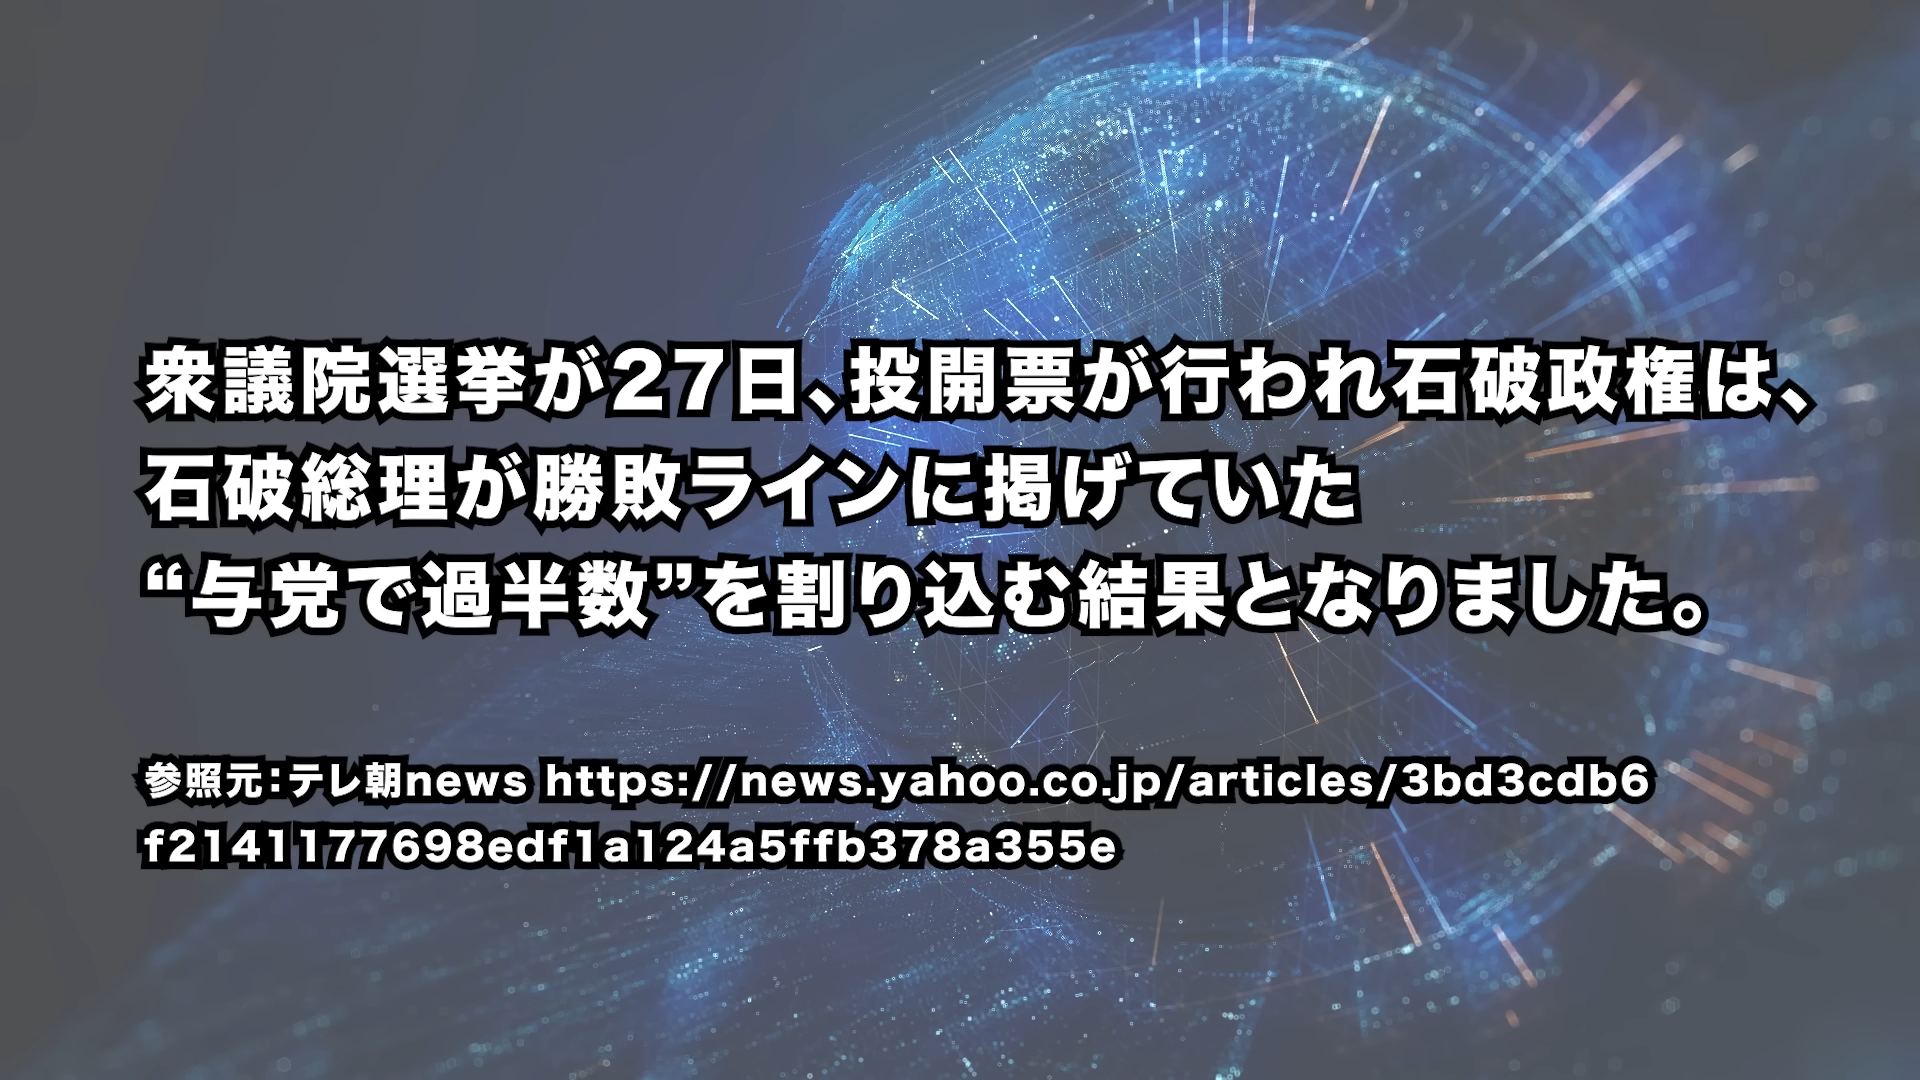 衆議院選挙が27日、投開票が行われ石破政権は、
石破総理が勝敗ラインに掲げていた
“与党で過半数”を割り込む結果となりました。
参照元：テレ朝news https://news.yahoo.co.jp/articles/3bd3cdb6
f2141177698edf1a124a5ffb378a355e